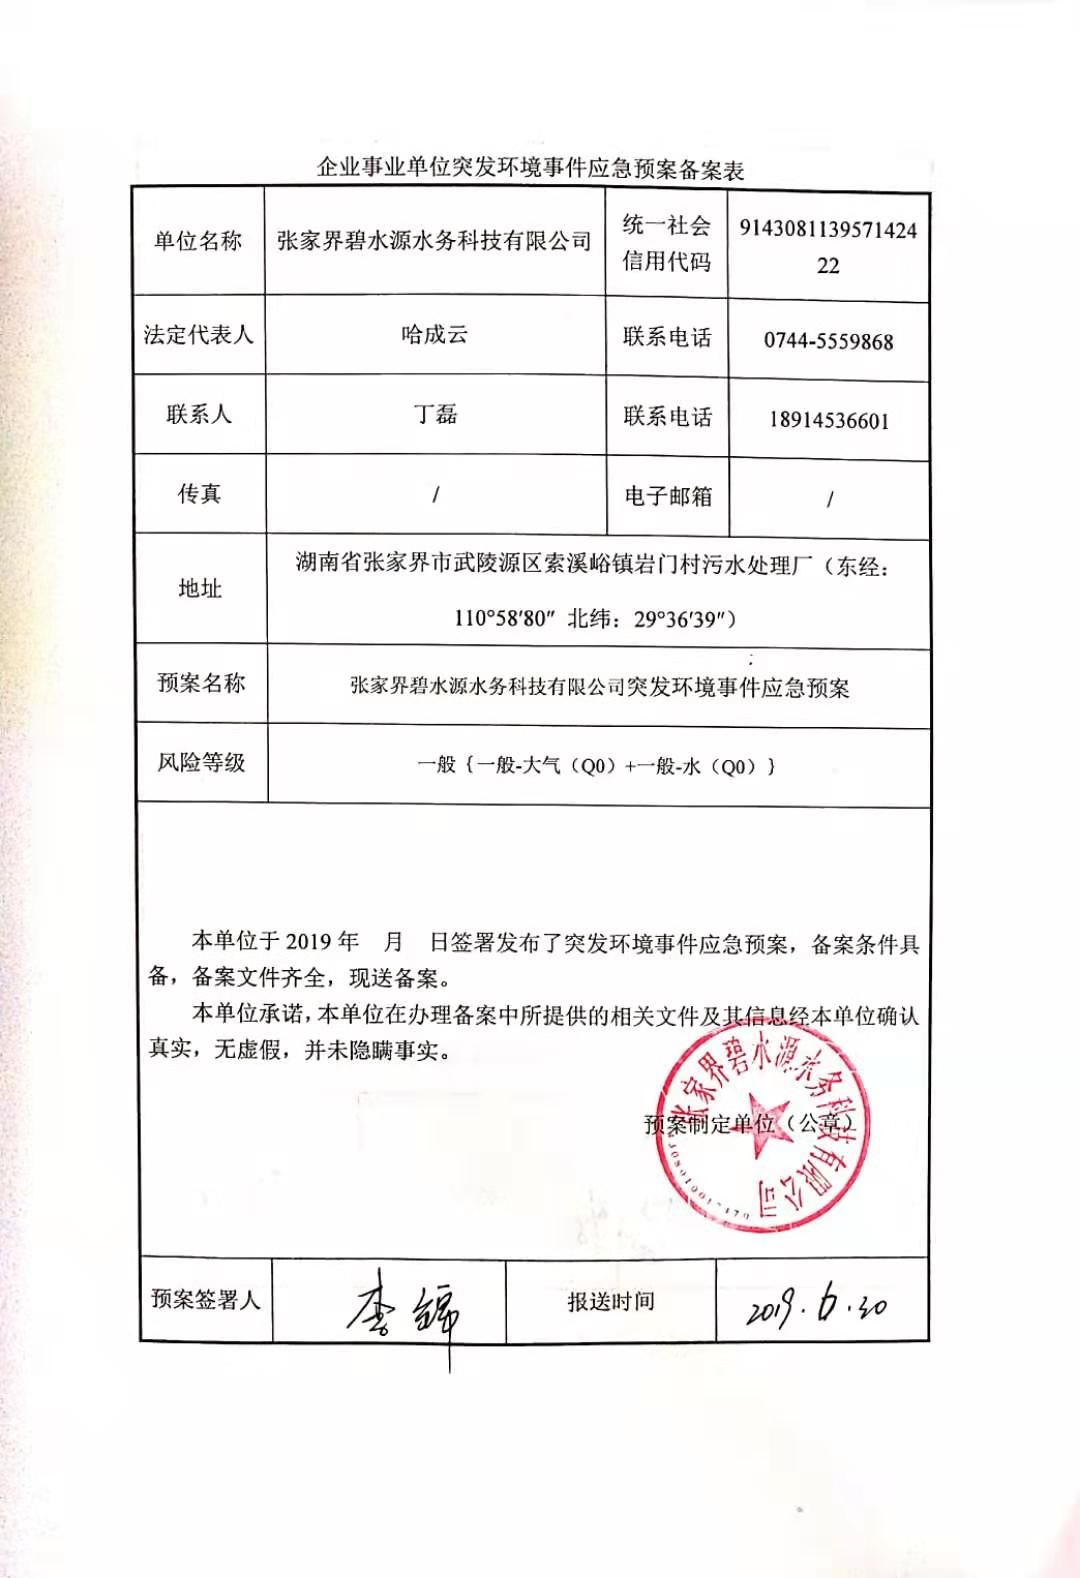 企业事业单位突发环境事件应急预案备案表
单位名称
张家界碧水源水务科技有限公司
统一社会
信用代码
9143081139571424
22
法定代表人
哈成云
联系电话
0744-5559868
联系人
丁磊
联系电话
18914536601
传真
/
电子邮箱
/
地址
湖南省张家界市武陵源区索溪峪镇岩门村污水处理厂（东经：
110°58′80″ 北纬：29°36′39″）
预案名称
张家界碧水源水务科技有限公司突发环境事件应急预案
风险等级
一般｛一般-大气（Q0）+一般-水（Q0）｝
本单位于 2019 年 月 日签署发布了突发环境事件应急预案，备案条件具
备，备案文件齐全，现送备案。
本单位承诺，本单位在办理备案中所提供的相关文件及其信息经本单位确认
真实，无虚假，并未隐瞒事实。
预案制定单位（公章）
张家界碧水源水务科技有限公司
预案签署人
李锦
报送时间
2019.6.20